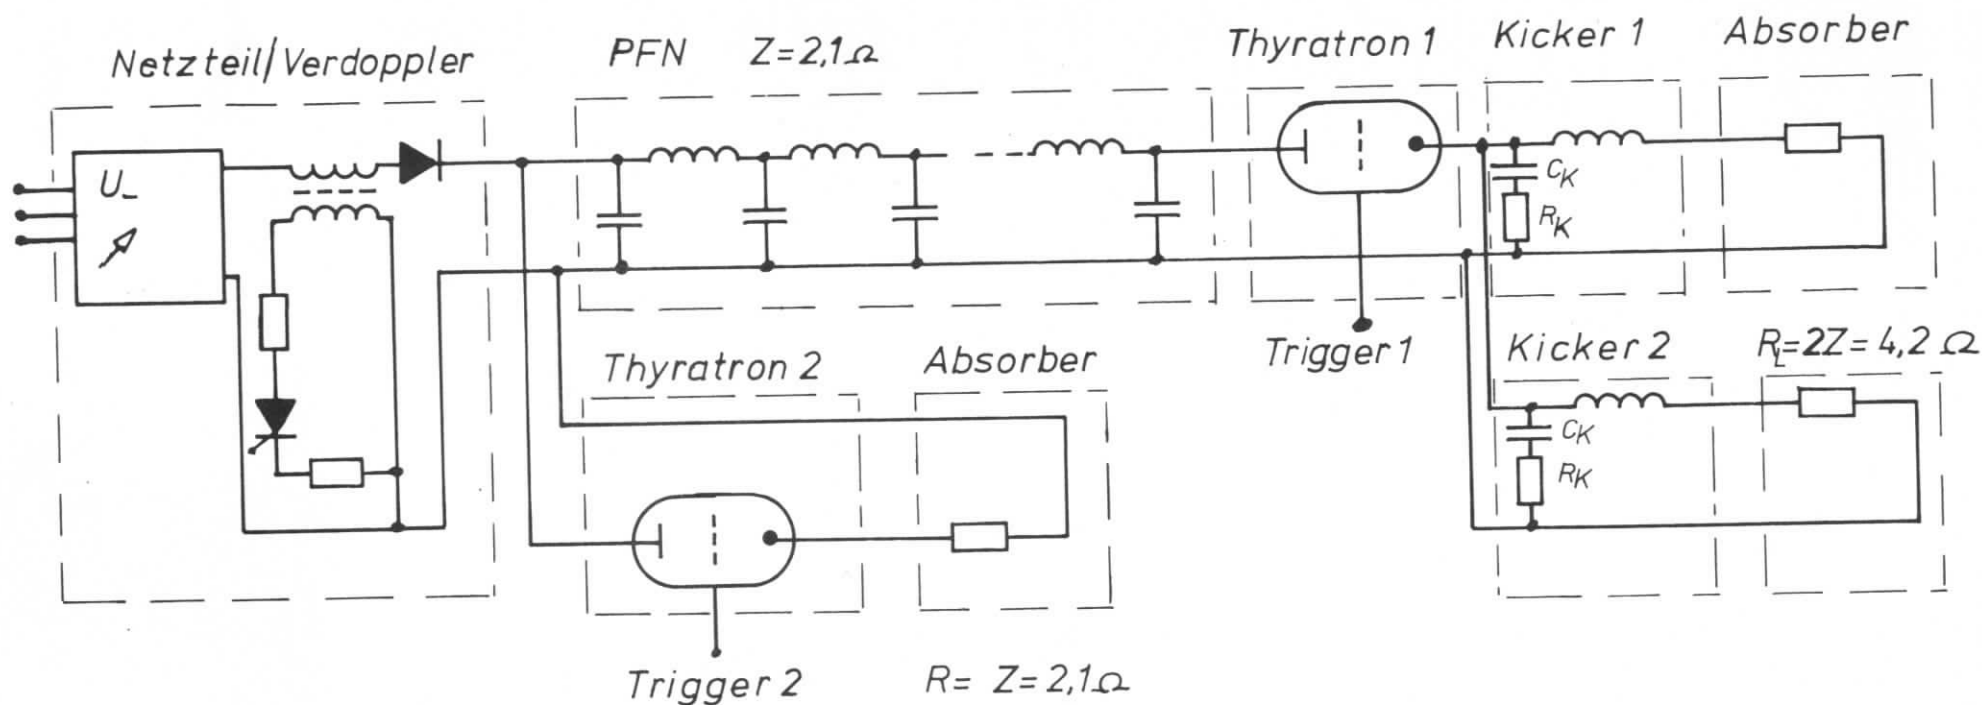 Netzteil/Verdoppler
PFN Z=2,1Ω
Thyratron 1
Kicker 1
Absorber
U_
C_K
R_K
Trigger 1
Thyratron 2
Absorber
Kicker 2
R_L=2Z=4,2 Ω
C_K
R_K
Trigger 2
R= Z=2,1Ω